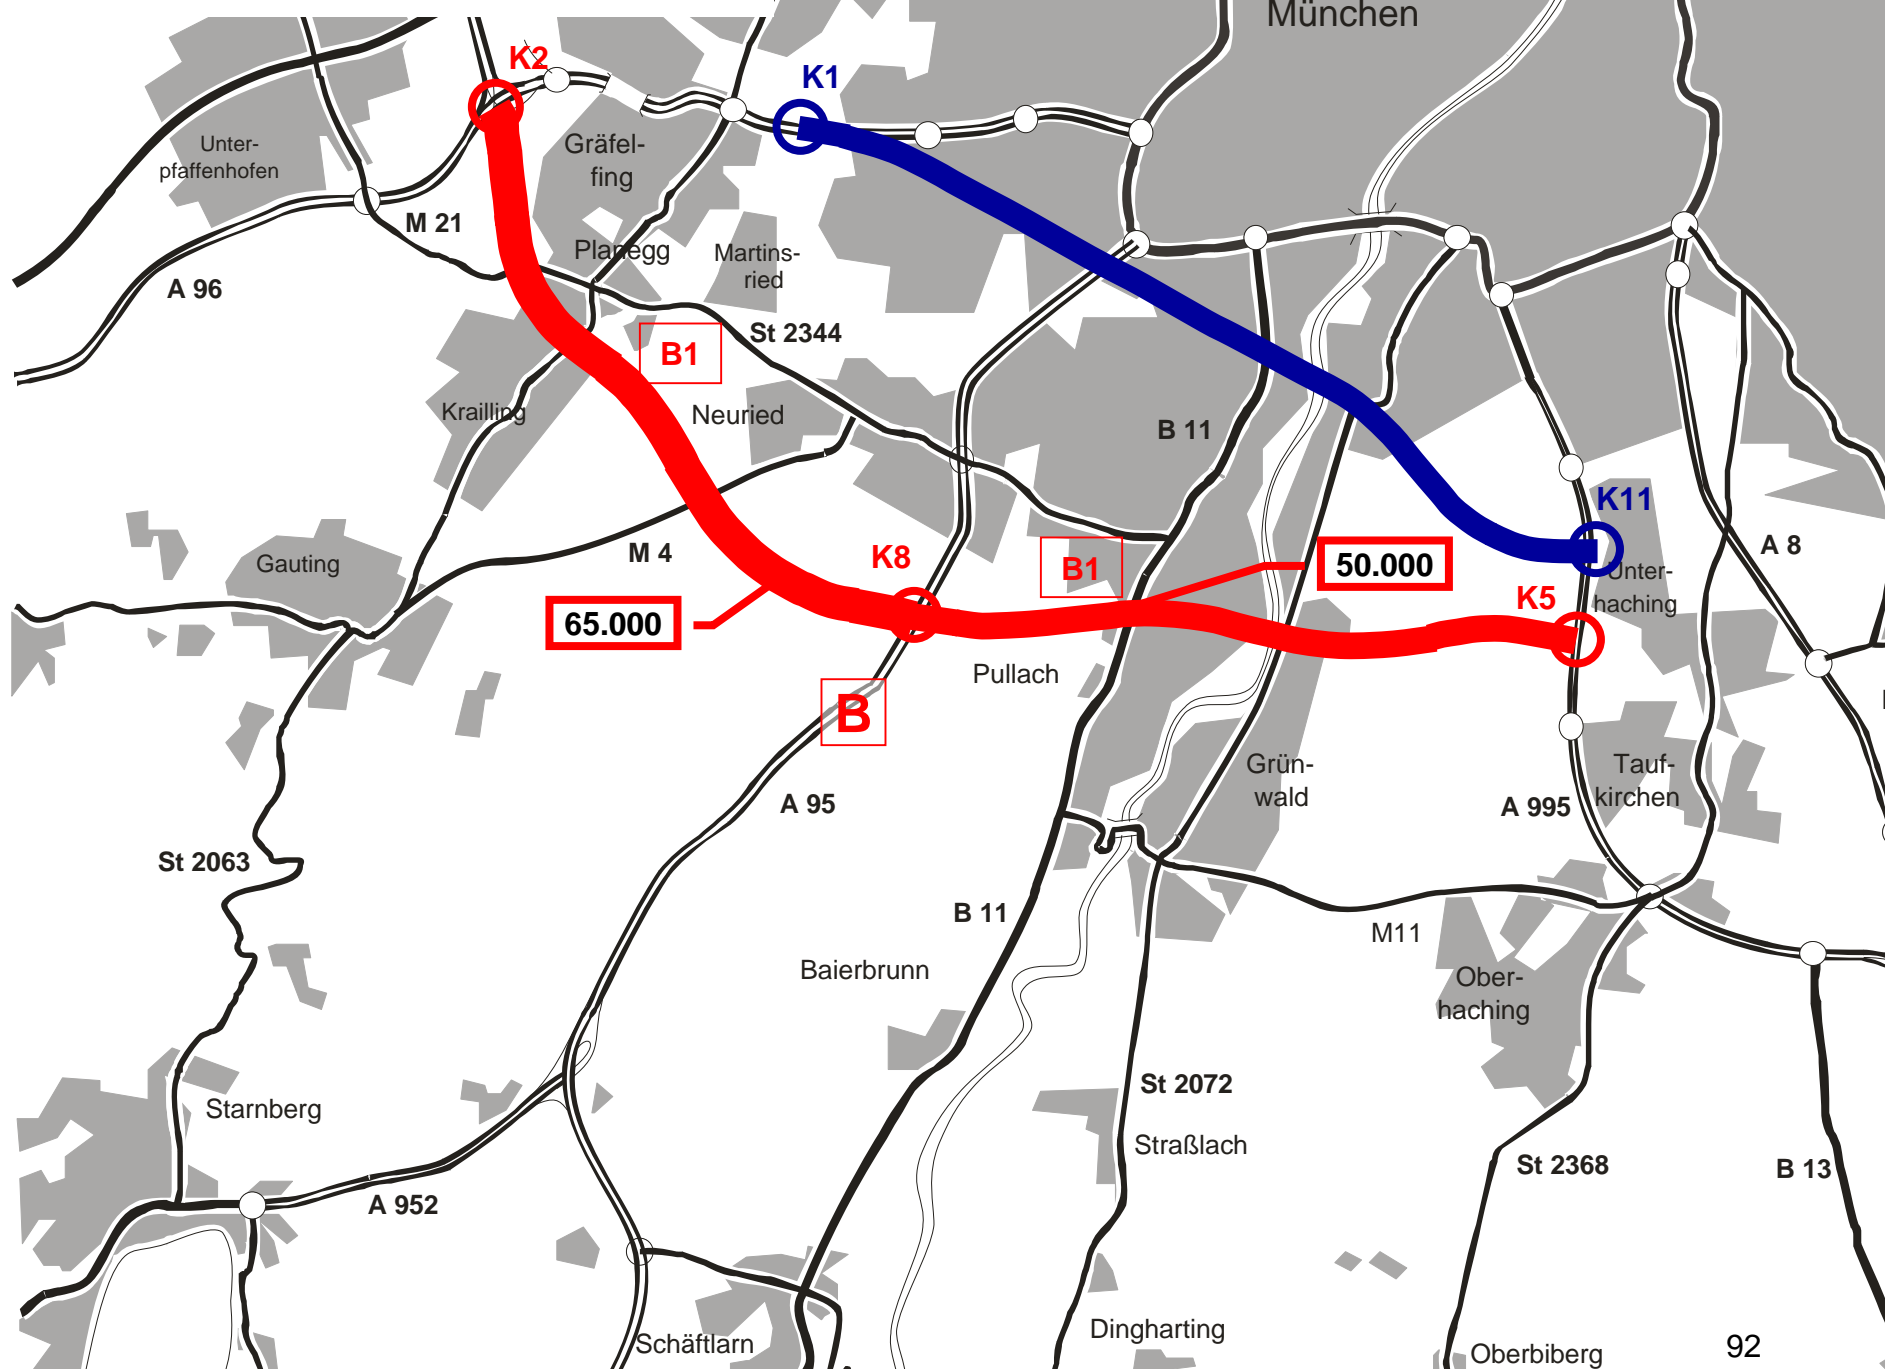 München
K2
K1
Unter-
pfaffenhofen
Gräfel-
fing
M 21
Planegg
Martins-
ried
A 96
St 2344
B1
Krailling
Neuried
B 11
K11
M 4
Gauting
K8
B1
50.000
A 8
Unter-
haching
K5
65.000
Pullach
B
Grün-
wald
Tauf-
kirchen
A 95
A 995
St 2063
B 11
M11
Baierbrunn
Ober-
haching
St 2072
Starnberg
Straßlach
St 2368
B 13
A 952
Dingharting
Schäftlarn
Oberbiberg
92